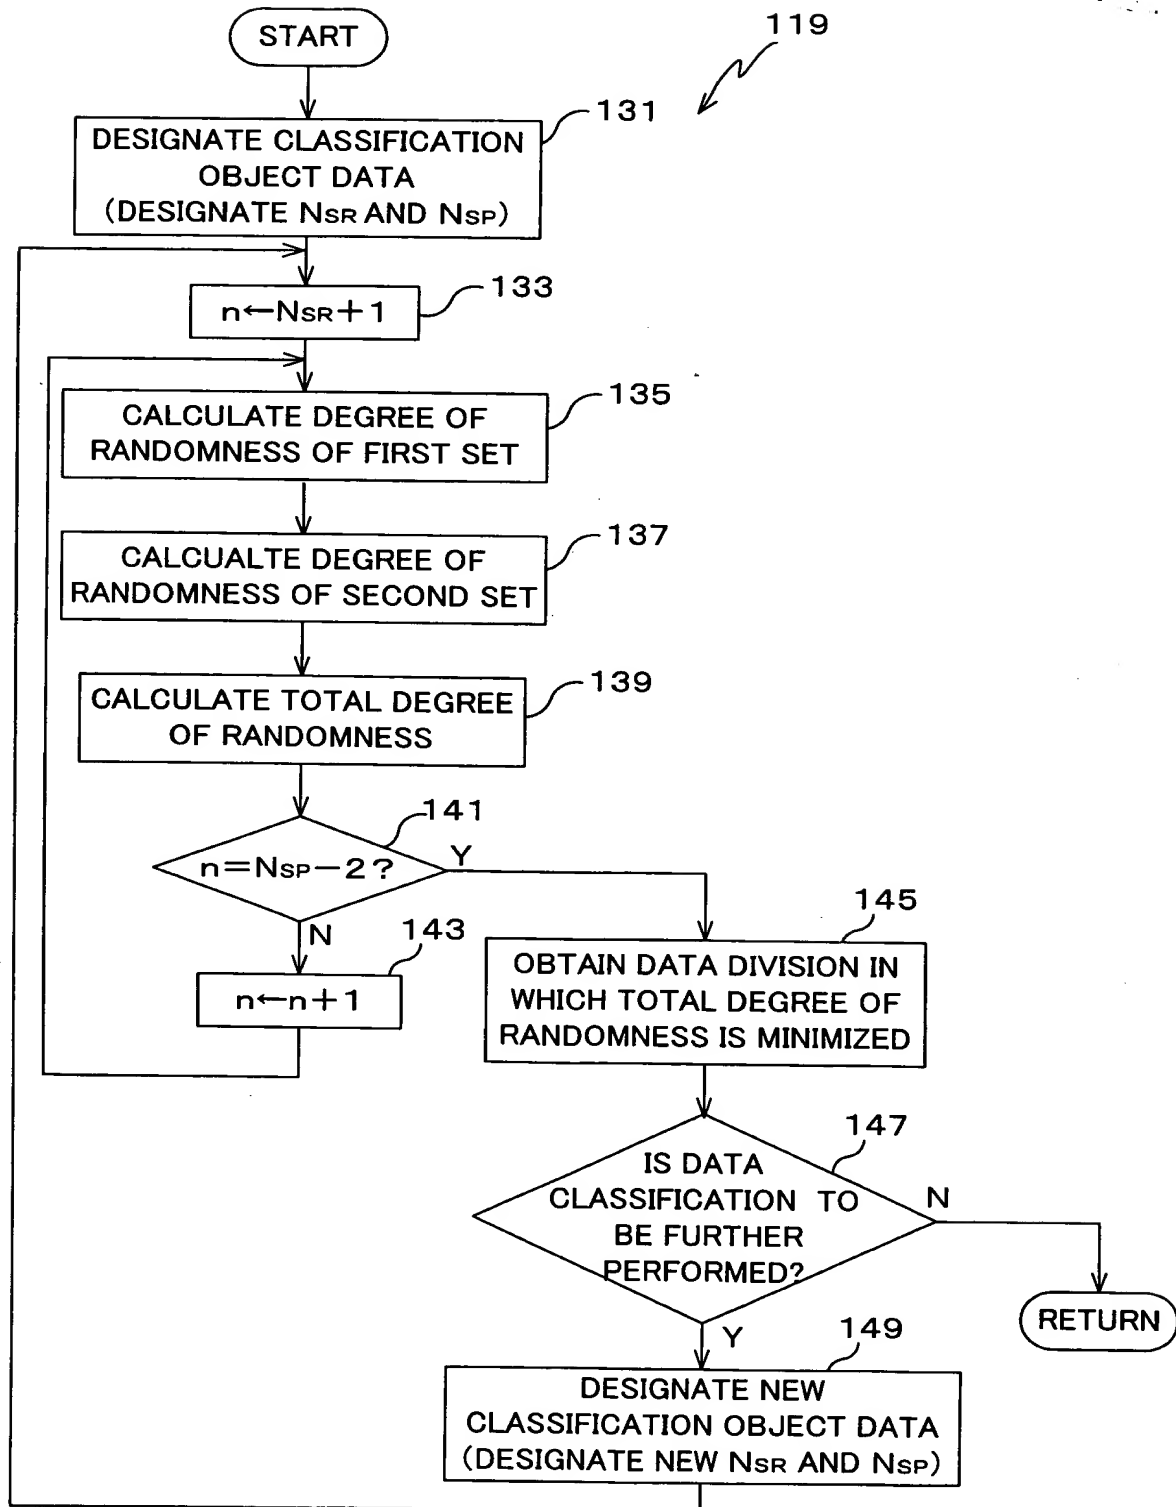 START
119
131
DESIGNATE CLASSIFICATION
OBJECT DATA
(DESIGNATE NSR AND NSP)
133
n←NSR+1
135
CALCULATE DEGREE OF
RANDOMNESS OF FIRST SET
137
CALCUALTE DEGREE OF
RANDOMNESS OF SECOND SET
139
CALCULATE TOTAL DEGREE
OF RANDOMNESS
141
n=NSP−2?
Y
N
143
n←n+1
145
OBTAIN DATA DIVISION IN
WHICH TOTAL DEGREE OF
RANDOMNESS IS MINIMIZED
147
IS DATA
CLASSIFICATION TO
BE FURTHER
PERFORMED?
N
RETURN
Y
149
DESIGNATE NEW
CLASSIFICATION OBJECT DATA
(DESIGNATE NEW NSR AND NSP)